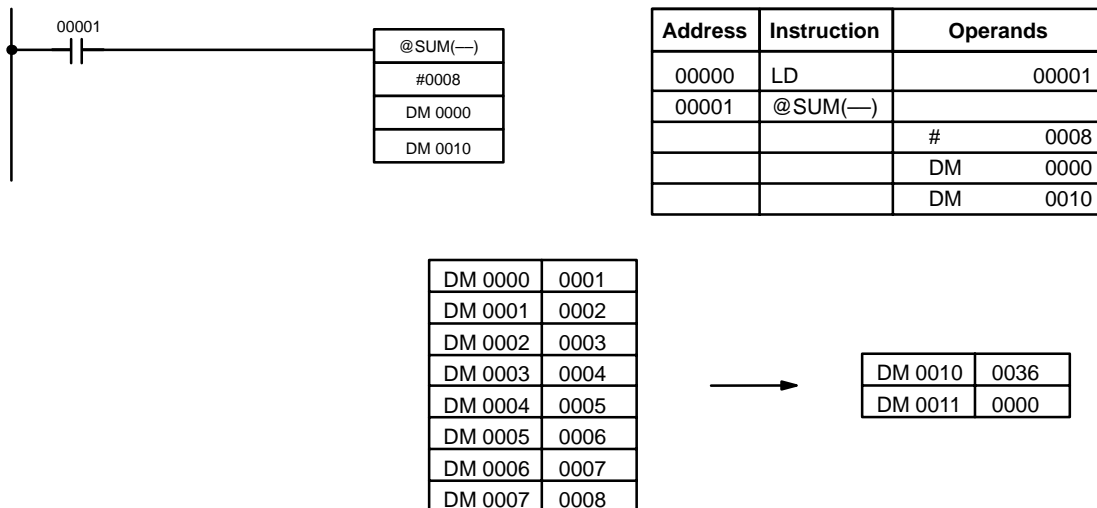 00001
@SUM(––)
#0008
DM 0000
DM 0010
Address Instruction Operands
00000 LD 00001
00001 @SUM(––)
# 0008
DM 0000
DM 0010
DM 0000 0001
DM 0001 0002
DM 0002 0003
DM 0003 0004
DM 0004 0005
DM 0005 0006
DM 0006 0007
DM 0007 0008
DM 0010 0036
DM 0011 0000